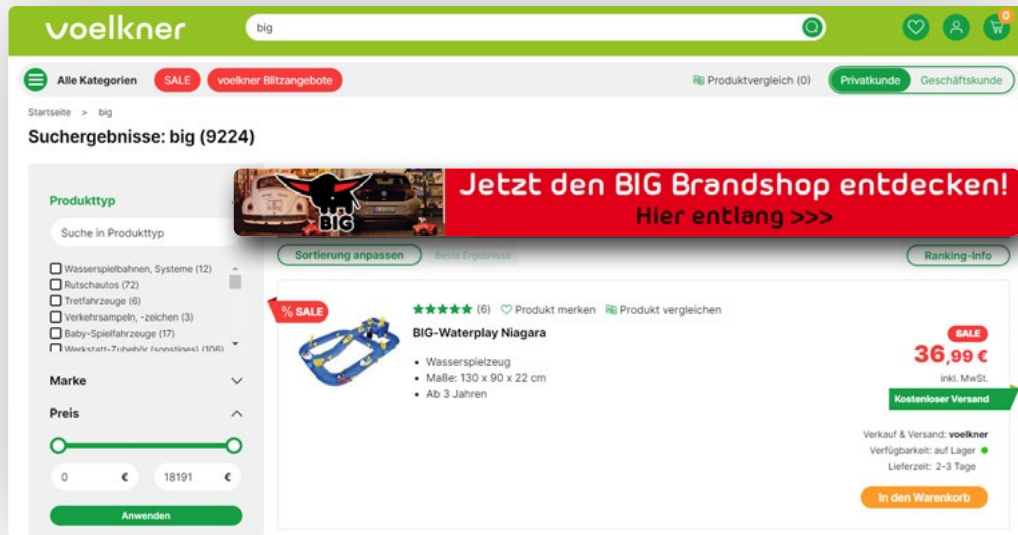 voelkner
big
0
Alle Kategorien
SALE
voelkner Blitzangebote
Produktvergleich (0)
Privatkunde
Geschäftskunde
Startseite > big
Suchergebnisse: big (9224)
BIG
Jetzt den BIG Brandshop entdecken!
Hier entlang >>>
Produkttyp
Suche in Produkttyp
Wasserspielbahnen, Systeme (12)
Rutschautos (72)
Tretfahrzeuge (6)
Verkehrsampeln, -zeichen (3)
Baby-Spielfahrzeuge (17)
Werkstatt-Zubehör (sonstiges) (106)
Marke
Preis
0 €
18191 €
Anwenden
Sortierung anpassen
Beste Ergebnisse
Ranking-Info
% SALE
(6) Produkt merken Produkt vergleichen
BIG-Waterplay Niagara
• Wasserspielzeug
• Maße: 130 x 90 x 22 cm
• Ab 3 Jahren
SALE
36,99 €
inkl. MwSt.
Kostenloser Versand
Verkauf & Versand: voelkner
Verfügbarkeit: auf Lager
Lieferzeit: 2-3 Tage
In den Warenkorb